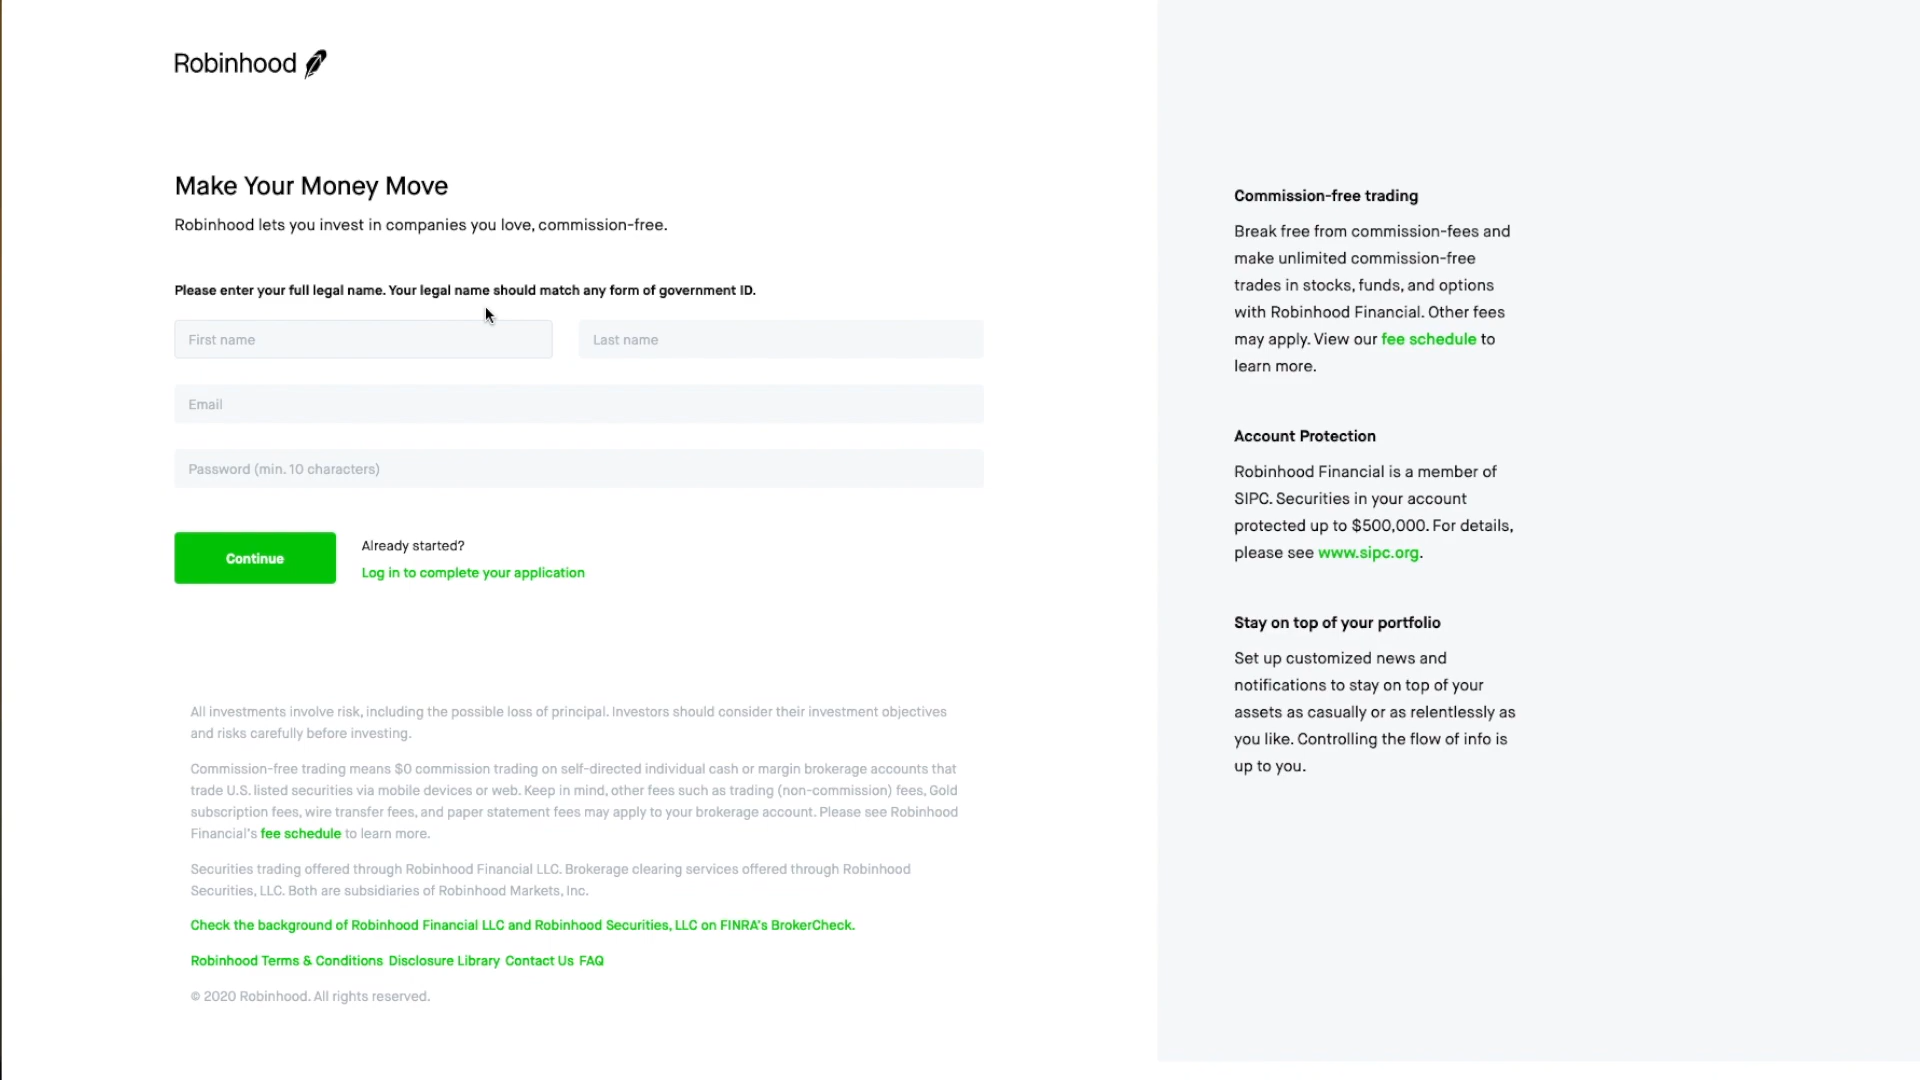 Robinhood
Make Your Money Move
Robinhood lets you invest in companies you love, commission-free.
Please enter your full legal name. Your legal name should match any form of government ID.
First name
Last name
Email
Password (min. 10 characters)
Continue
Already started?
Log in to complete your application
All investments involve risk, including the possible loss of principal. Investors should consider their investment objectives
and risks carefully before investing.
Commission-free trading means $0 commission trading on self-directed individual cash or margin brokerage accounts that
trade U.S. listed securities via mobile devices or web. Keep in mind, other fees such as trading (non-commission) fees, Gold
subscription fees, wire transfer fees, and paper statement fees may apply to your brokerage account. Please see Robinhood
Financial's fee schedule to learn more.
Securities trading offered through Robinhood Financial LLC. Brokerage clearing services offered through Robinhood
Securities, LLC. Both are subsidiaries of Robinhood Markets, Inc.
Check the background of Robinhood Financial LLC and Robinhood Securities, LLC on FINRA's BrokerCheck.
Robinhood Terms & Conditions Disclosure Library Contact Us FAQ
© 2020 Robinhood. All rights reserved.
Commission-free trading
Break free from commission-fees and
make unlimited commission-free
trades in stocks, funds, and options
with Robinhood Financial. Other fees
may apply. View our fee schedule to
learn more.
Account Protection
Robinhood Financial is a member of
SIPC. Securities in your account
protected up to $500,000. For details,
please see www.sipc.org.
Stay on top of your portfolio
Set up customized news and
notifications to stay on top of your
assets as casually or as relentlessly as
you like. Controlling the flow of info is
up to you.